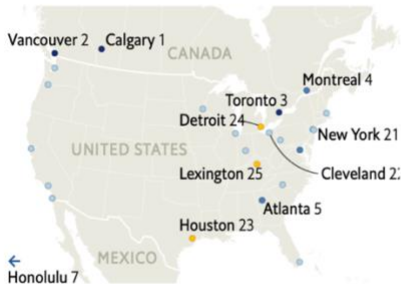 Vancouver 2
Calgary 1
CANADA
Montreal 4
Toronto 3
Detroit 24
New York 21
UNITED STATES
Lexington 25
Cleveland 22
Atlanta 5
Houston 23
MEXICO
Honolulu 7